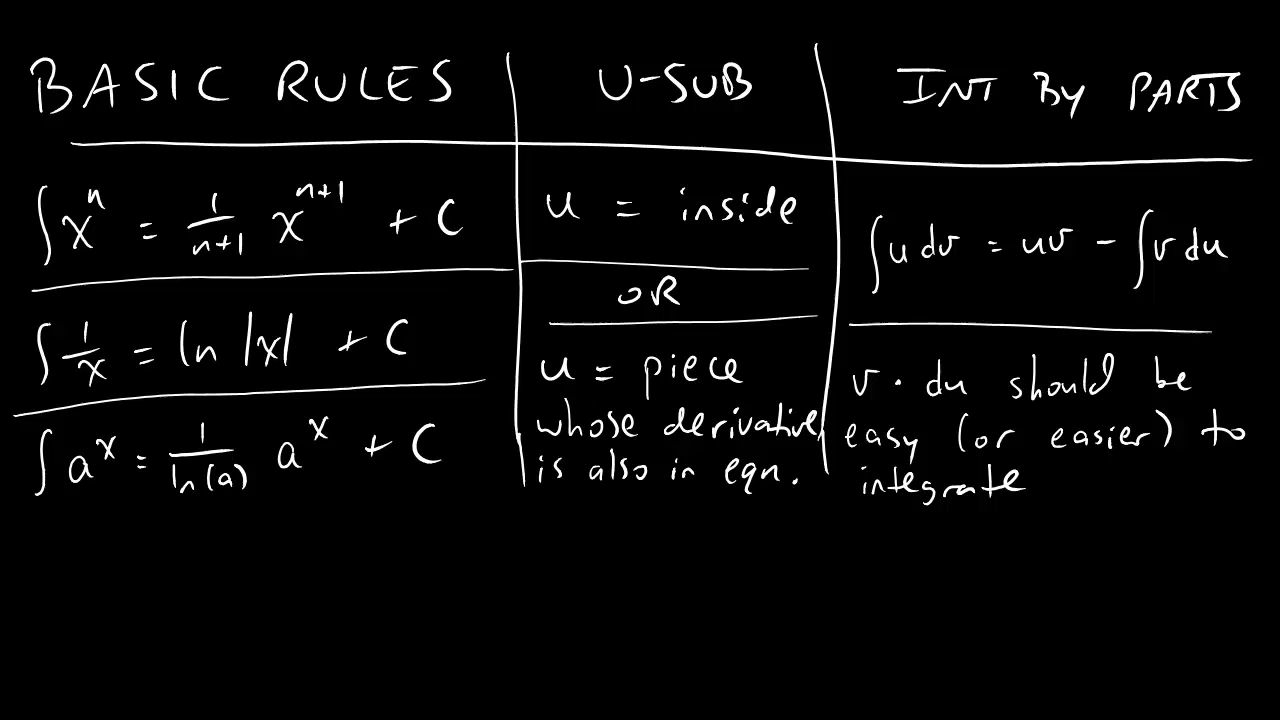 BASIC RULES
∫xⁿ = 1/(n+1) xⁿ⁺¹ + C
∫1/x = ln |x| + C
∫aˣ = 1/ln(a) aˣ + C
U-SUB
u = inside
OR
u = piece
whose derivative
is also in eqn.
INT BY PARTS
∫u dv = uv - ∫v du
v · du should be
easy (or easier) to
integrate